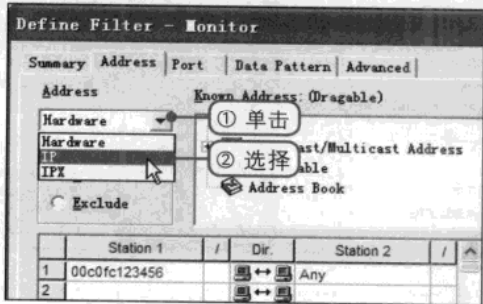 Define Filter - Monitor
Summary Address Port Data Pattern Advanced
Address
Known Address: (Dragable)
Hardware
① 单击
Hardware
IP
IPX
② 选择
ast/Multicast Address
able
Address Book
Exclude
Station 1 / Dir. Station 2 /
1 00c0fc123456 Any
2